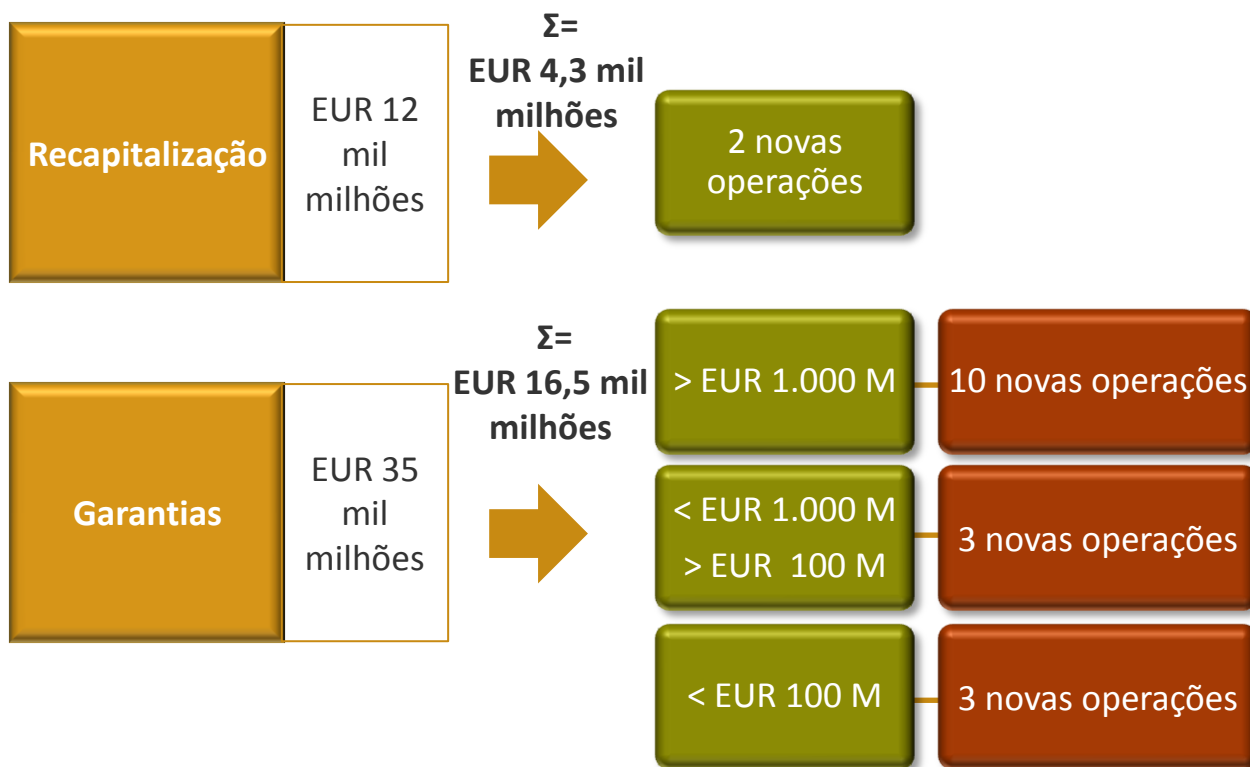 Recapitalização
EUR 12
mil
milhões
Σ=
EUR 4,3 mil
milhões
2 novas
operações
Garantias
EUR 35
mil
milhões
Σ=
EUR 16,5 mil
milhões
> EUR 1.000 M
10 novas operações
< EUR 1.000 M
> EUR 100 M
3 novas operações
< EUR 100 M
3 novas operações